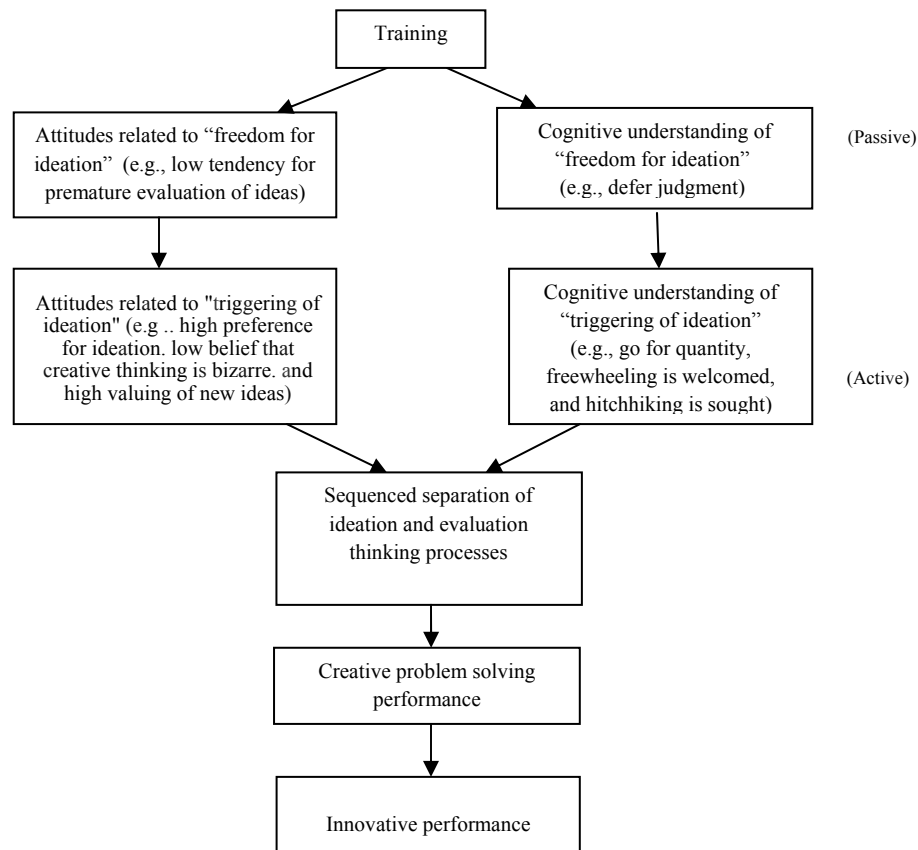 Training
Attitudes related to “freedom for
ideation”  (e.g., low tendency for
premature evaluation of ideas)
Cognitive understanding of
“freedom for ideation”
(e.g., defer judgment)
(Passive)
Attitudes related to "triggering of
ideation" (e.g .. high preference
for ideation. low belief that
creative thinking is bizarre. and
high valuing of new ideas)
Cognitive understanding of
“triggering of ideation”
(e.g., go for quantity,
freewheeling is welcomed,
and hitchhiking is sought)
(Active)
Sequenced separation of
ideation and evaluation
thinking processes
Creative problem solving
performance
Innovative performance